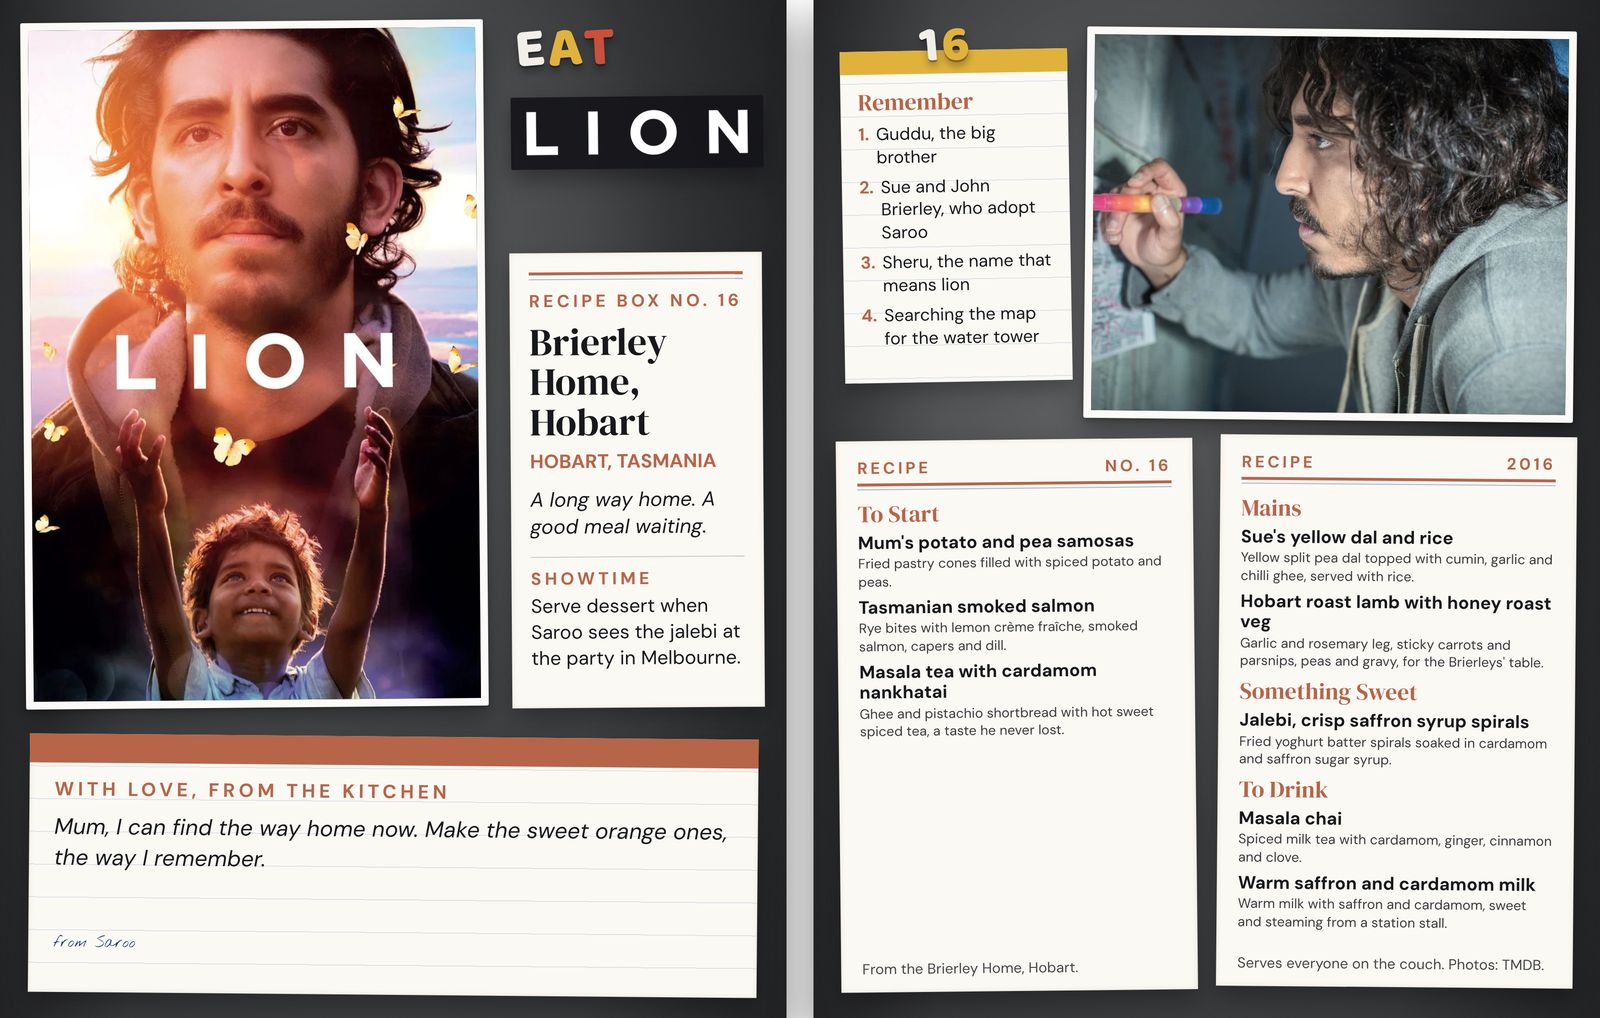 EAT
LION
LION
RECIPE BOX NO. 16
Brierley
Home,
Hobart
HOBART, TASMANIA
A long way home. A
good meal waiting.
SHOWTIME
Serve dessert when
Saroo sees the jalebi at
the party in Melbourne.
WITH LOVE, FROM THE KITCHEN
Mum, I can find the way home now. Make the sweet orange ones,
the way I remember.
from Saroo
16
Remember
1. Guddu, the big
brother
2. Sue and John
Brierley, who adopt
Saroo
3. Sheru, the name that
means lion
4. Searching the map
for the water tower
RECIPE NO. 16
To Start
Mum's potato and pea samosas
Fried pastry cones filled with spiced potato and
peas.
Tasmanian smoked salmon
Rye bites with lemon crème fraîche, smoked
salmon, capers and dill.
Masala tea with cardamom
nankhatai
Ghee and pistachio shortbread with hot sweet
spiced tea, a taste he never lost.
From the Brierley Home, Hobart.
RECIPE 2016
Mains
Sue's yellow dal and rice
Yellow split pea dal topped with cumin, garlic and
chilli ghee, served with rice.
Hobart roast lamb with honey roast
veg
Garlic and rosemary leg, sticky carrots and
parsnips, peas and gravy, for the Brierleys' table.
Something Sweet
Jalebi, crisp saffron syrup spirals
Fried yoghurt batter spirals soaked in cardamom
and saffron sugar syrup.
To Drink
Masala chai
Spiced milk tea with cardamom, ginger, cinnamon
and clove.
Warm saffron and cardamom milk
Warm milk with saffron and cardamom, sweet
and steaming from a station stall.
Serves everyone on the couch. Photos: TMDB.